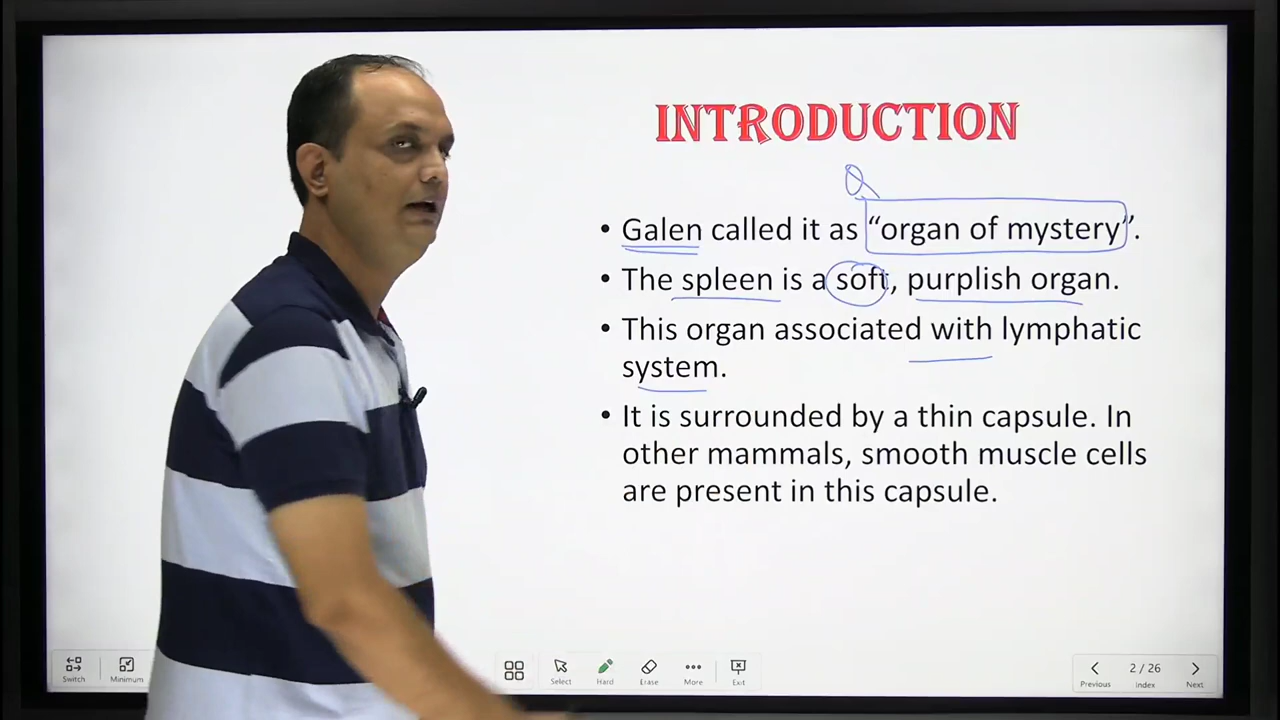 INTRODUCTION
• Galen called it as “organ of mystery”.
• The spleen is a soft, purplish organ.
• This organ associated with lymphatic
system.
• It is surrounded by a thin capsule. In
other mammals, smooth muscle cells
are present in this capsule.
Switch Minimum Select Hard Erase More Exit Previous 2 / 26 Index Next